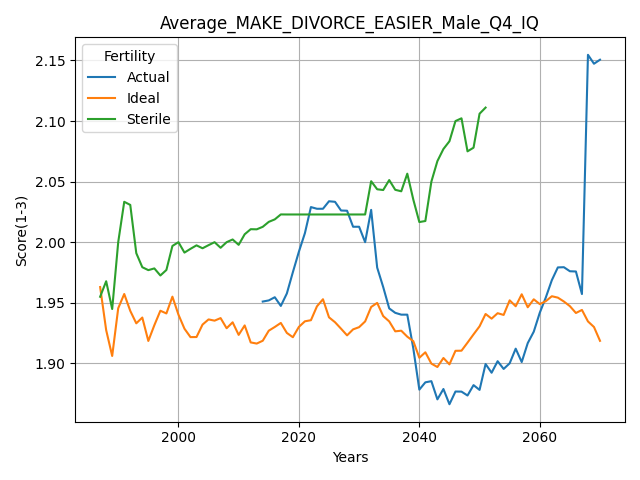 Average_MAKE_DIVORCE_EASIER_Male_Q4_IQ
Fertility
Actual
Ideal
Sterile
Score(1-3)
2.15
2.10
2.05
2.00
1.95
1.90
2000 2020 2040 2060
Years